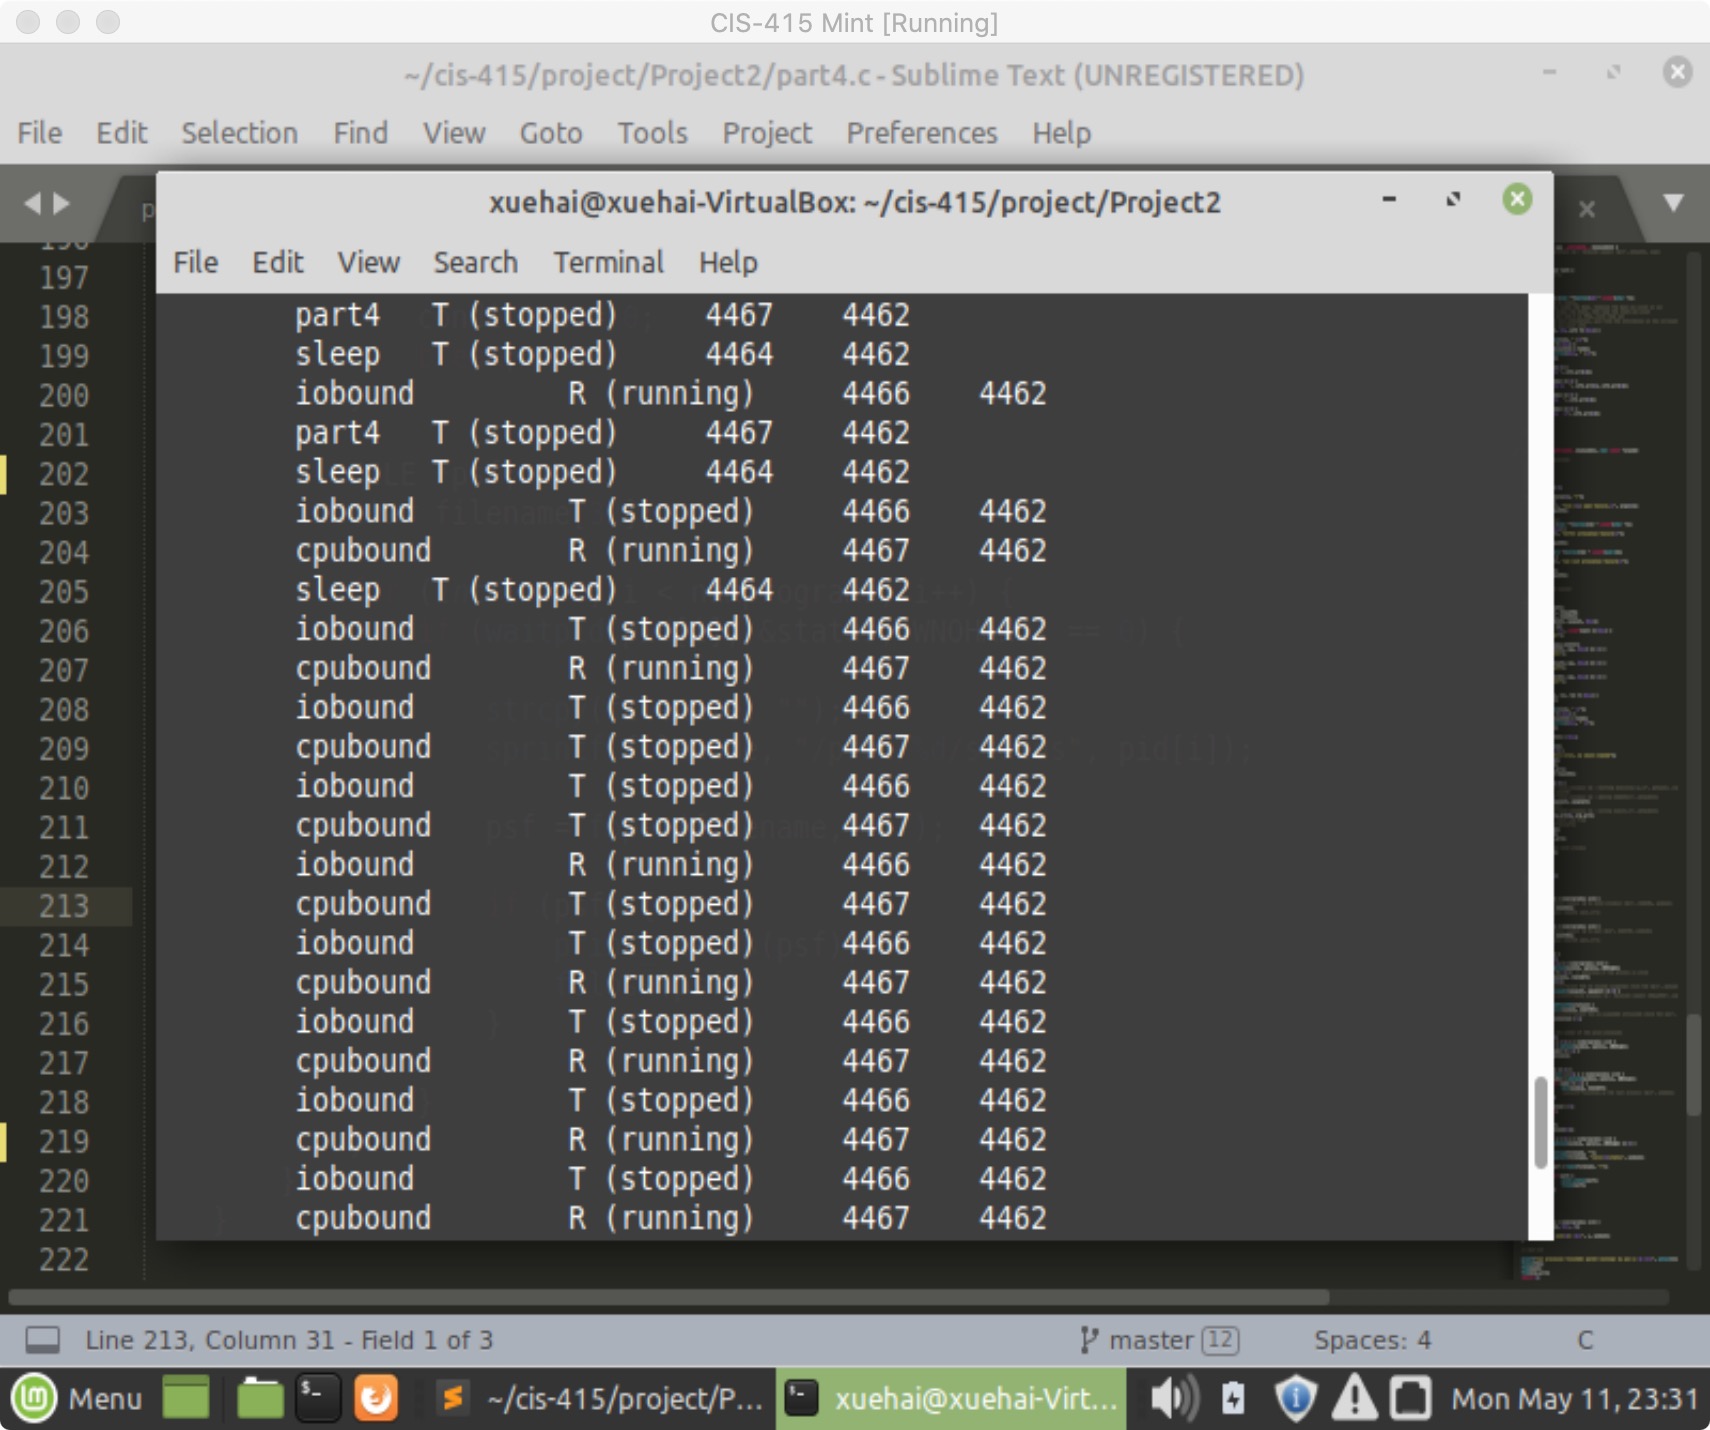 CIS-415 Mint [Running]
~/cis-415/project/Project2/part4.c - Sublime Text (UNREGISTERED)
File Edit Selection Find View Goto Tools Project Preferences Help
xuehai@xuehai-VirtualBox: ~/cis-415/project/Project2
File Edit View Search Terminal Help
197
198 part4 T (stopped) 4467 4462
199 sleep T (stopped) 4464 4462
200 iobound R (running) 4466 4462
201 part4 T (stopped) 4467 4462
202 sleep T (stopped) 4464 4462
203 iobound T (stopped) 4466 4462
204 cpubound R (running) 4467 4462
205 sleep T (stopped) 4464 4462
206 iobound T (stopped) 4466 4462
207 cpubound R (running) 4467 4462
208 iobound T (stopped) 4466 4462
209 cpubound T (stopped) 4467 4462
210 iobound T (stopped) 4466 4462
211 cpubound T (stopped) 4467 4462
212 iobound R (running) 4466 4462
213 cpubound T (stopped) 4467 4462
214 iobound T (stopped) 4466 4462
215 cpubound R (running) 4467 4462
216 iobound T (stopped) 4466 4462
217 cpubound R (running) 4467 4462
218 iobound T (stopped) 4466 4462
219 cpubound R (running) 4467 4462
220 iobound T (stopped) 4466 4462
221 cpubound R (running) 4467 4462
222
Line 213, Column 31 - Field 1 of 3 master 12 Spaces: 4 C
Menu ~/cis-415/project/P... xuehai@xuehai-Virt... Mon May 11, 23:31